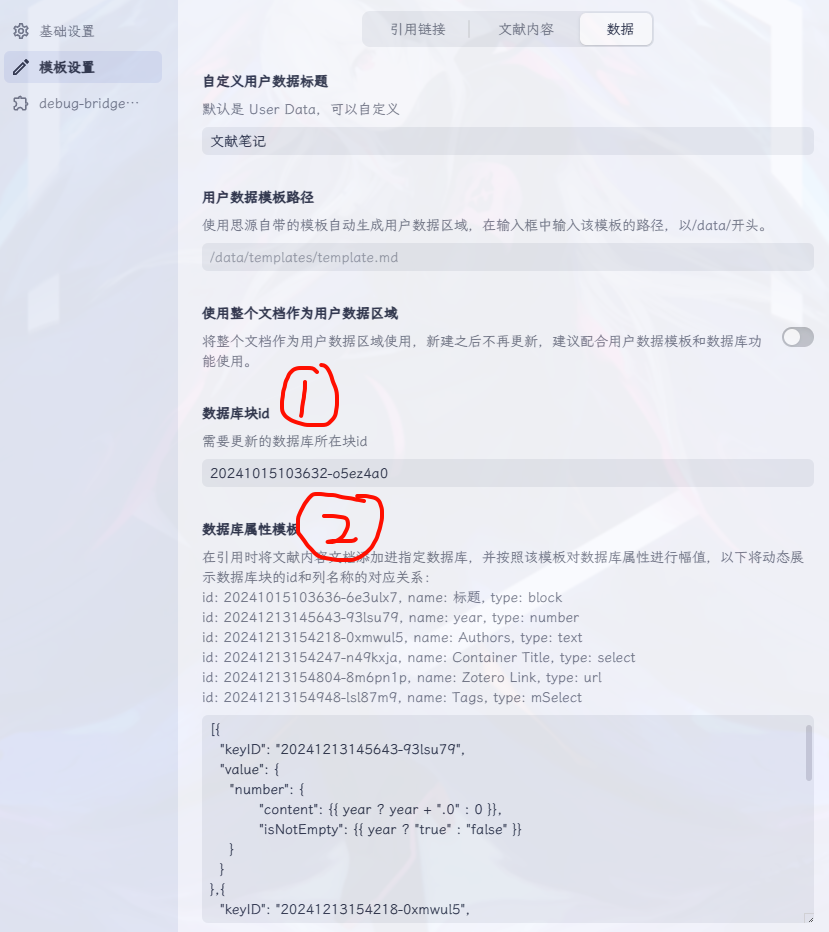 基础设置
模板设置
debug-bridge…
引用链接
文献内容
数据
自定义用户数据标题
默认是 User Data，可以自定义
文献笔记
用户数据模板路径
使用思源自带的模板自动生成用户数据区域，在输入框中输入该模板的路径，以/data/开头。
/data/templates/template.md
使用整个文档作为用户数据区域
将整个文档作为用户数据区域使用，新建之后不再更新，建议配合用户数据模板和数据库功
能使用。
1
数据库块id
需要更新的数据库所在块id
20241015103632-o5ez4a0
2
数据库属性模板
在引用时将文献内容文档添加进指定数据库，并按照该模板对数据库属性进行幅值，以下将动态展
示数据库块的id和列名称的对应关系：
id: 20241015103636-6e3ulx7, name: 标题, type: block
id: 20241213145643-93lsu79, name: year, type: number
id: 20241213154218-0xmwul5, name: Authors, type: text
id: 20241213154247-n49kxja, name: Container Title, type: select
id: 20241213154804-8m6pn1p, name: Zotero Link, type: url
id: 20241213154948-lsl87m9, name: Tags, type: mSelect
[{
"keyID": "20241213145643-93lsu79",
"value": {
"number": {
"content": {{ year ? year + ".0" : 0 }},
"isNotEmpty": {{ year ? "true" : "false" }}
}
}
},{
"keyID": "20241213154218-0xmwul5",